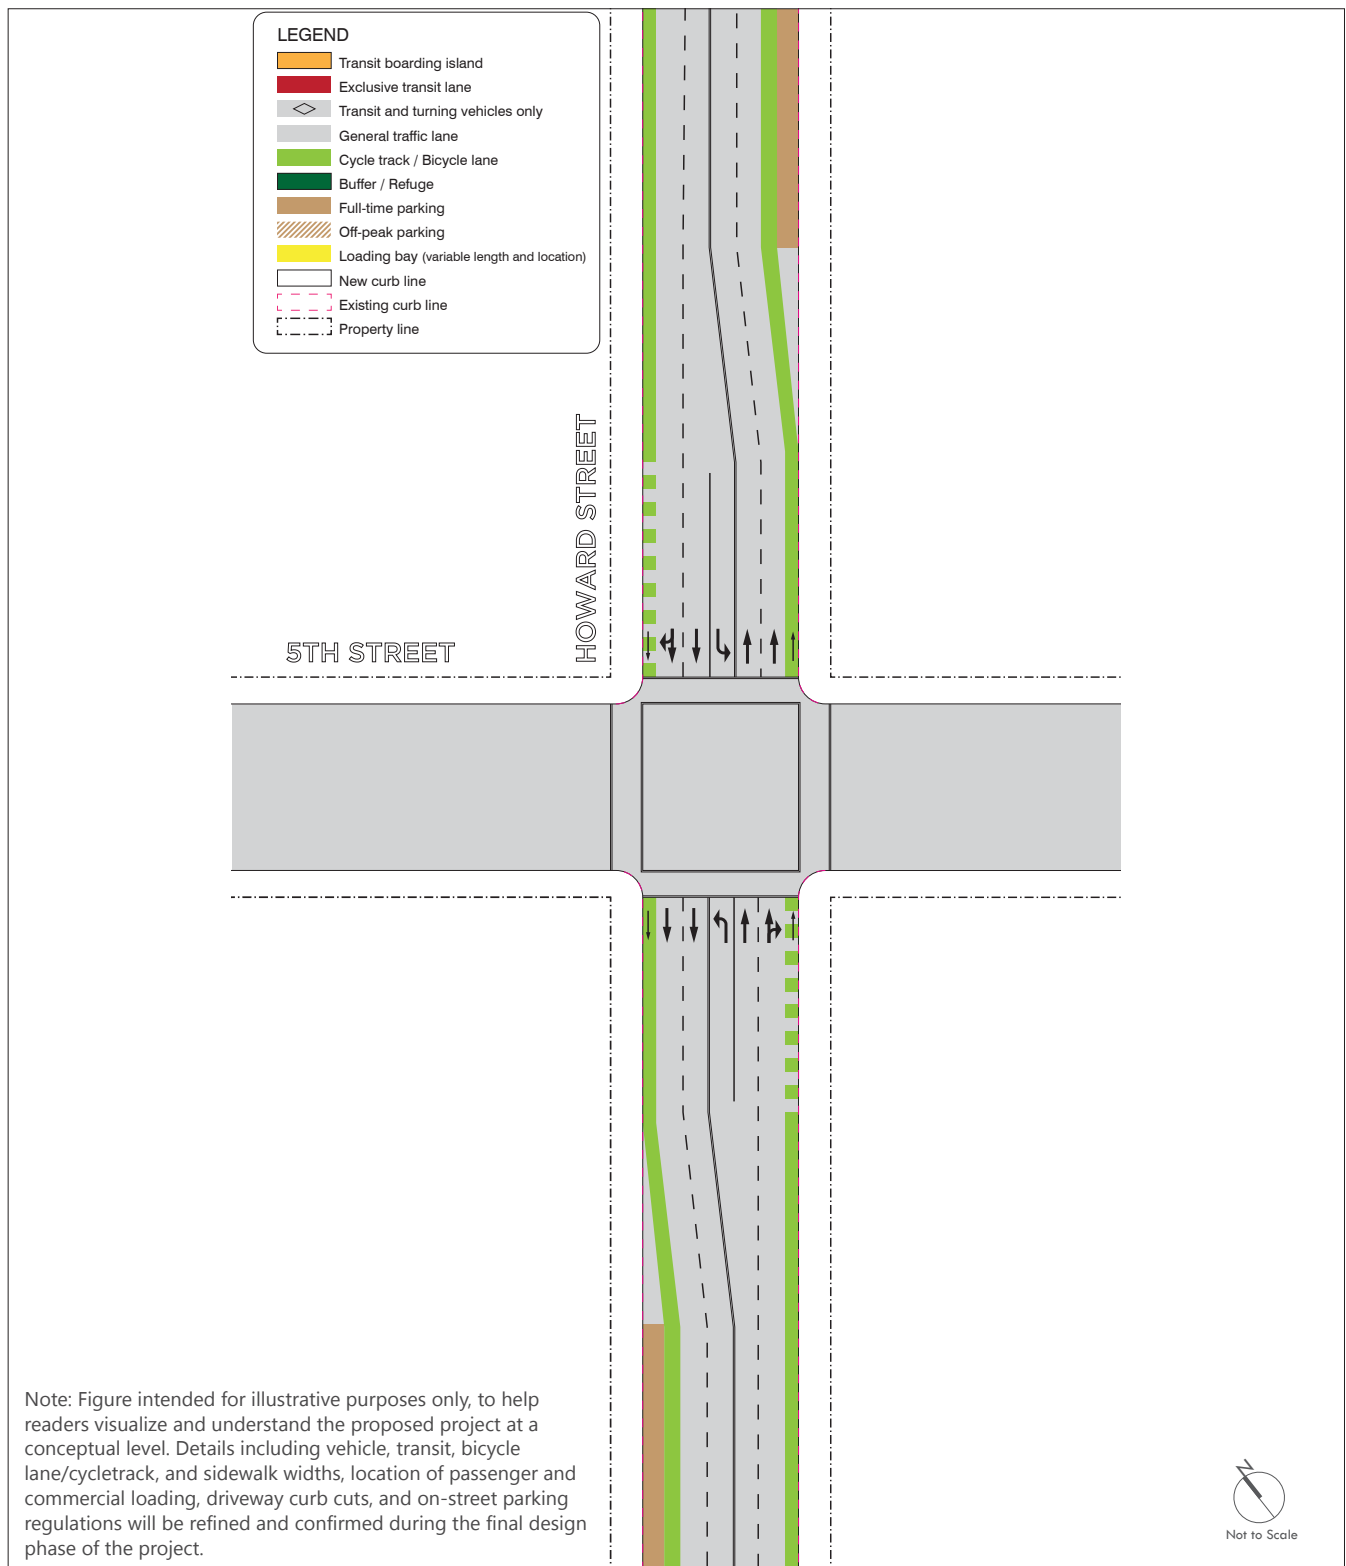 LEGEND
Transit boarding island
Exclusive transit lane
Transit and turning vehicles only
General traffic lane
Cycle track / Bicycle lane
Buffer / Refuge
Full-time parking
Off-peak parking
Loading bay (variable length and location)
New curb line
Existing curb line
Property line
HOWARD STREET
5TH STREET
Note: Figure intended for illustrative purposes only, to help
readers visualize and understand the proposed project at a
conceptual level. Details including vehicle, transit, bicycle
lane/cycletrack, and sidewalk widths, location of passenger and
commercial loading, driveway curb cuts, and on-street parking
regulations will be refined and confirmed during the final design
phase of the project.
N
Not to Scale